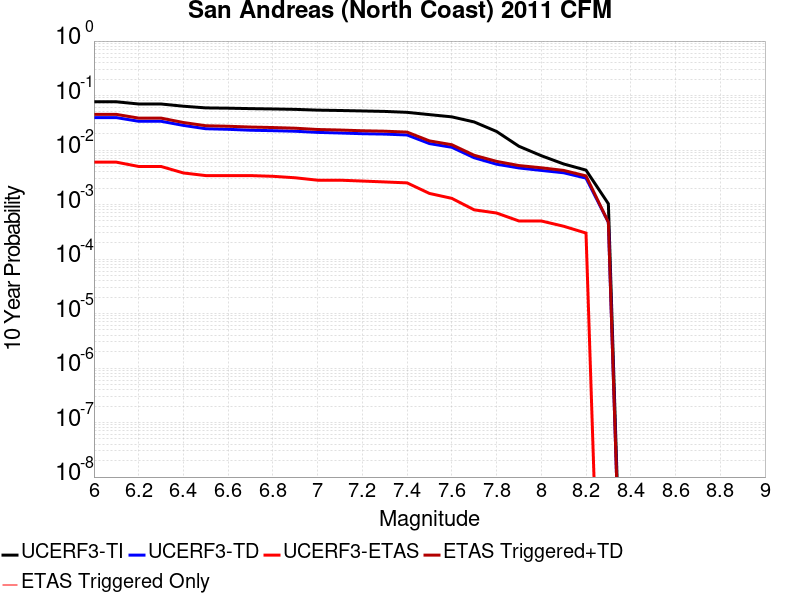 San Andreas (North Coast) 2011 CFM
10^0
10^-1
10^-2
10^-3
10^-4
10^-5
10^-6
10^-7
10^-8
10 Year Probability
6 6.2 6.4 6.6 6.8 7 7.2 7.4 7.6 7.8 8 8.2 8.4 8.6 8.8 9
Magnitude
UCERF3-TI UCERF3-TD UCERF3-ETAS ETAS Triggered+TD
ETAS Triggered Only